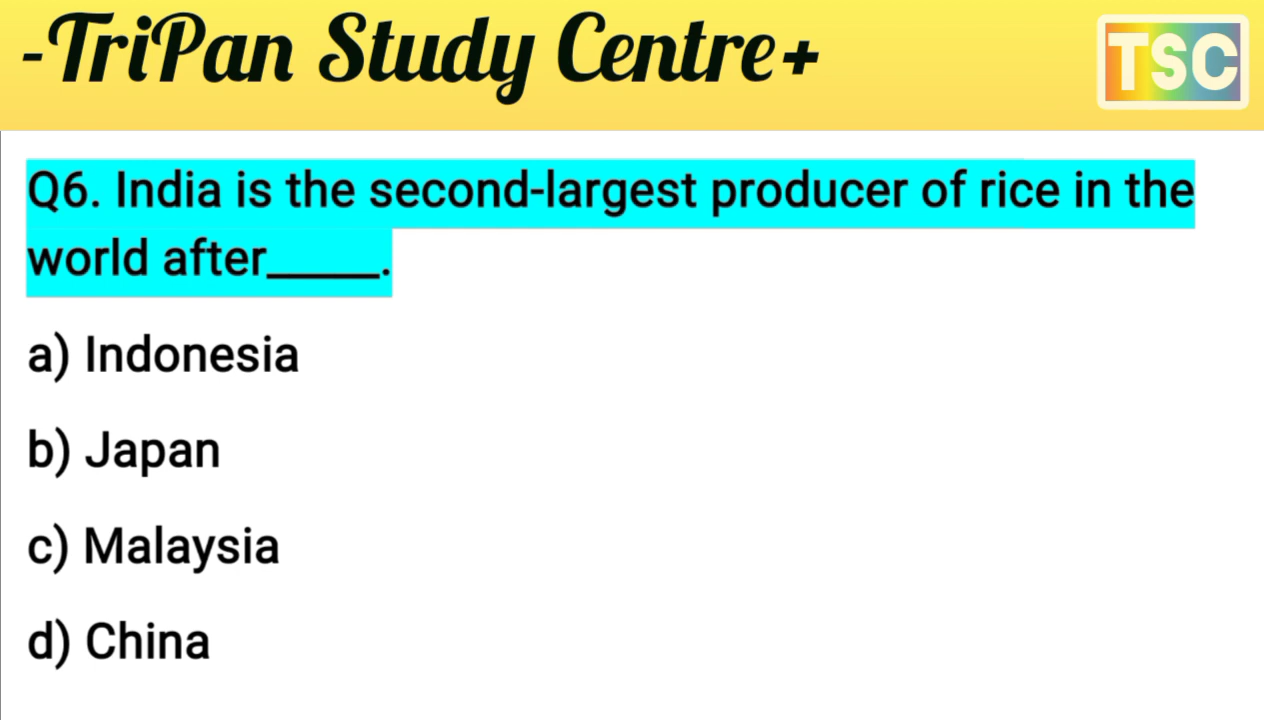 -TriPan Study Centre+
TSC
Q6. India is the second-largest producer of rice in the
world after_____.
a) Indonesia
b) Japan
c) Malaysia
d) China